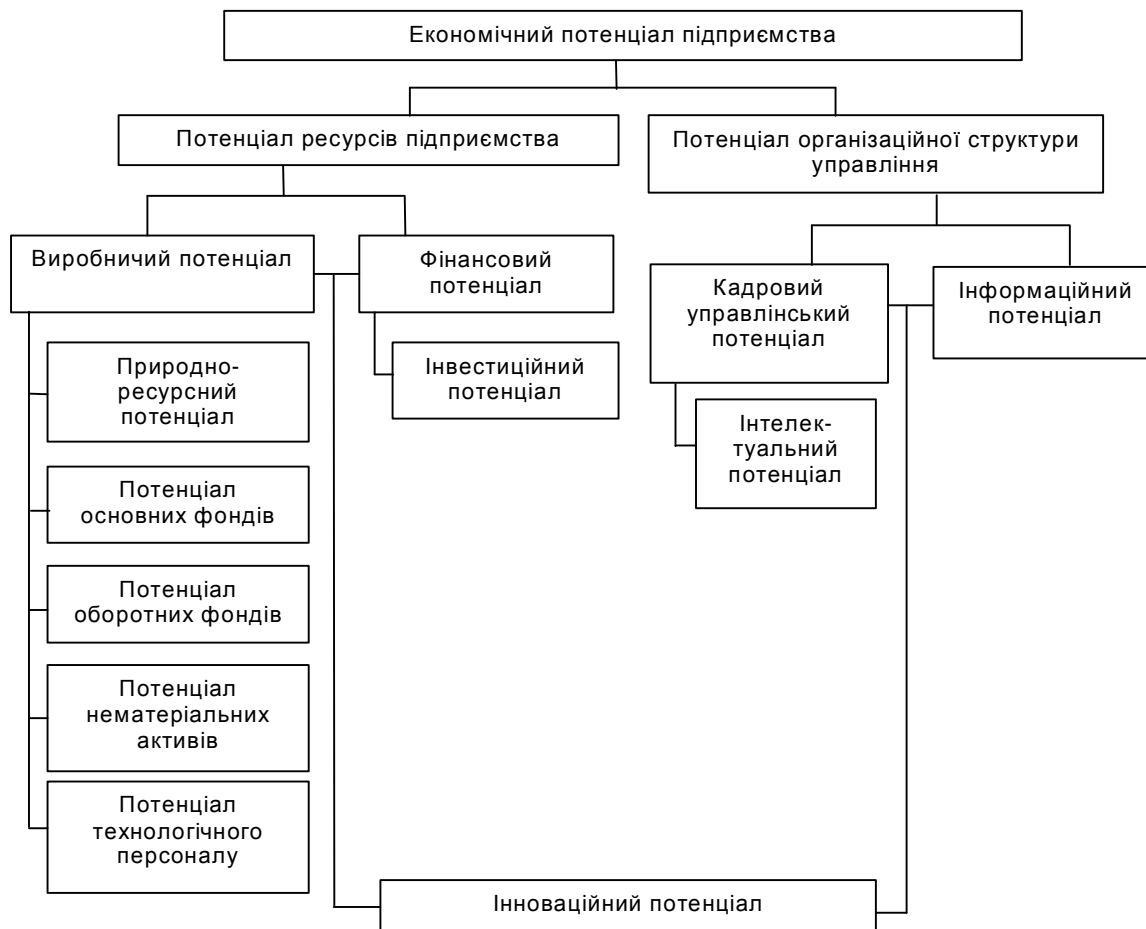 Економічний потенціал підприємства
Потенціал ресурсів підприємства
Потенціал організаційної структури
управління
Виробничий потенціал
Фінансовий
потенціал
Кадровий
управлінський
потенціал
Інформаційний
потенціал
Природно-
ресурсний
потенціал
Інвестиційний
потенціал
Інтелек-
туальний
потенціал
Потенціал
основних фондів
Потенціал
оборотних фондів
Потенціал
нематеріальних
активів
Потенціал
технологічного
персоналу
Інноваційний потенціал